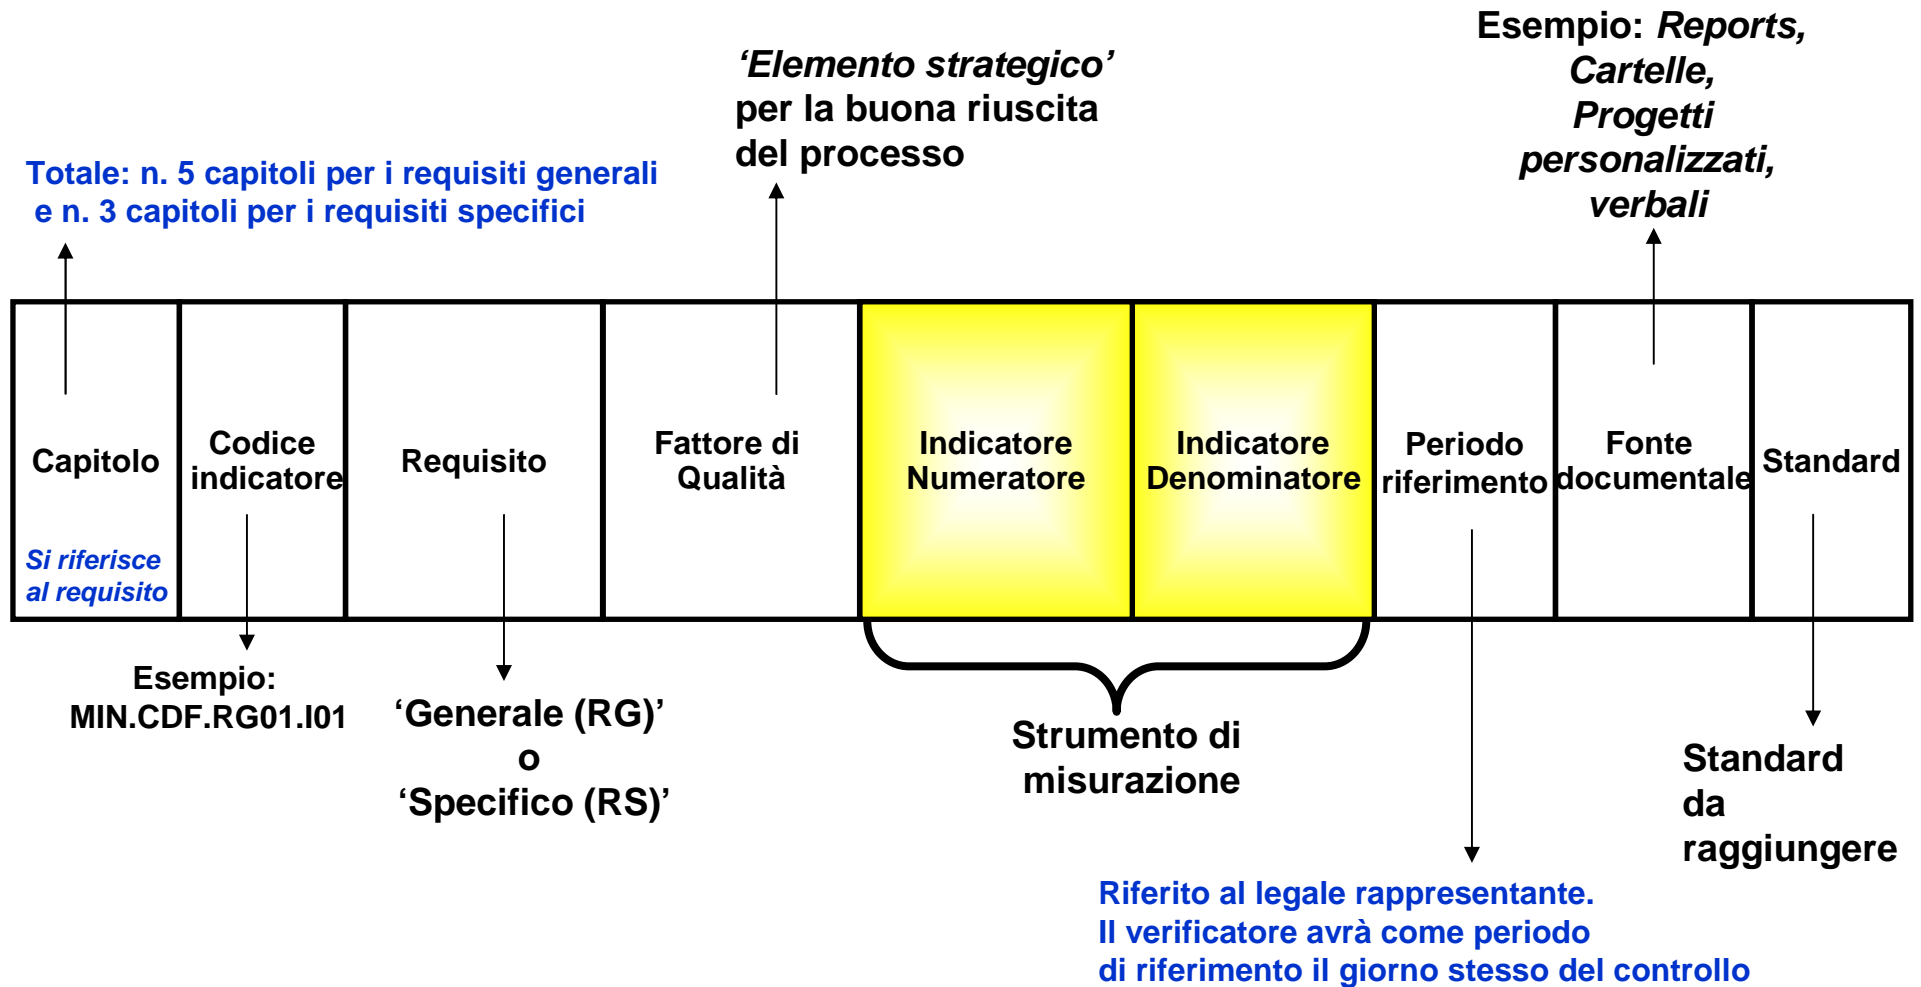 Esempio: Reports,
Cartelle,
Progetti
personalizzati,
verbali
‘Elemento strategico’
per la buona riuscita
del processo
Totale: n. 5 capitoli per i requisiti generali
e n. 3 capitoli per i requisiti specifici
Capitolo
Si riferisce
al requisito
Codice
indicatore
Requisito
Fattore di
Qualità
Indicatore
Numeratore
Indicatore
Denominatore
Periodo
riferimento
Fonte
documentale
Standard
Esempio:
MIN.CDF.RG01.I01
‘Generale (RG)’
o
‘Specifico (RS)’
Strumento di
misurazione
Standard
da
raggiungere
Riferito al legale rappresentante.
Il verificatore avrà come periodo
di riferimento il giorno stesso del controllo